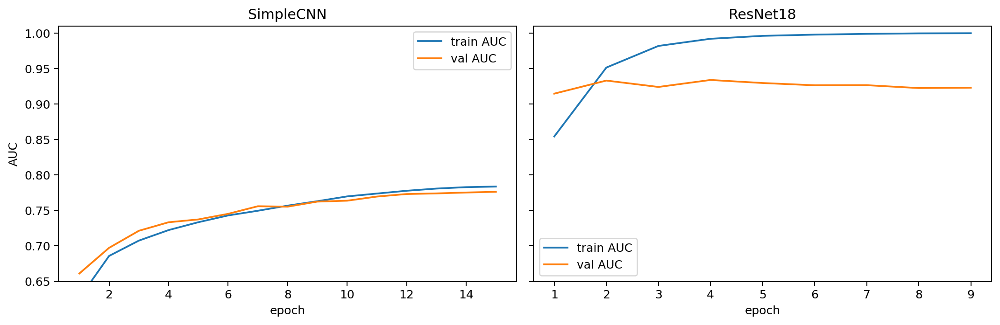 SimpleCNN
train AUC
val AUC
1.00
0.95
0.90
0.85
0.80
0.75
0.70
0.65
AUC
2 4 6 8 10 12 14
epoch
ResNet18
train AUC
val AUC
1 2 3 4 5 6 7 8 9
epoch